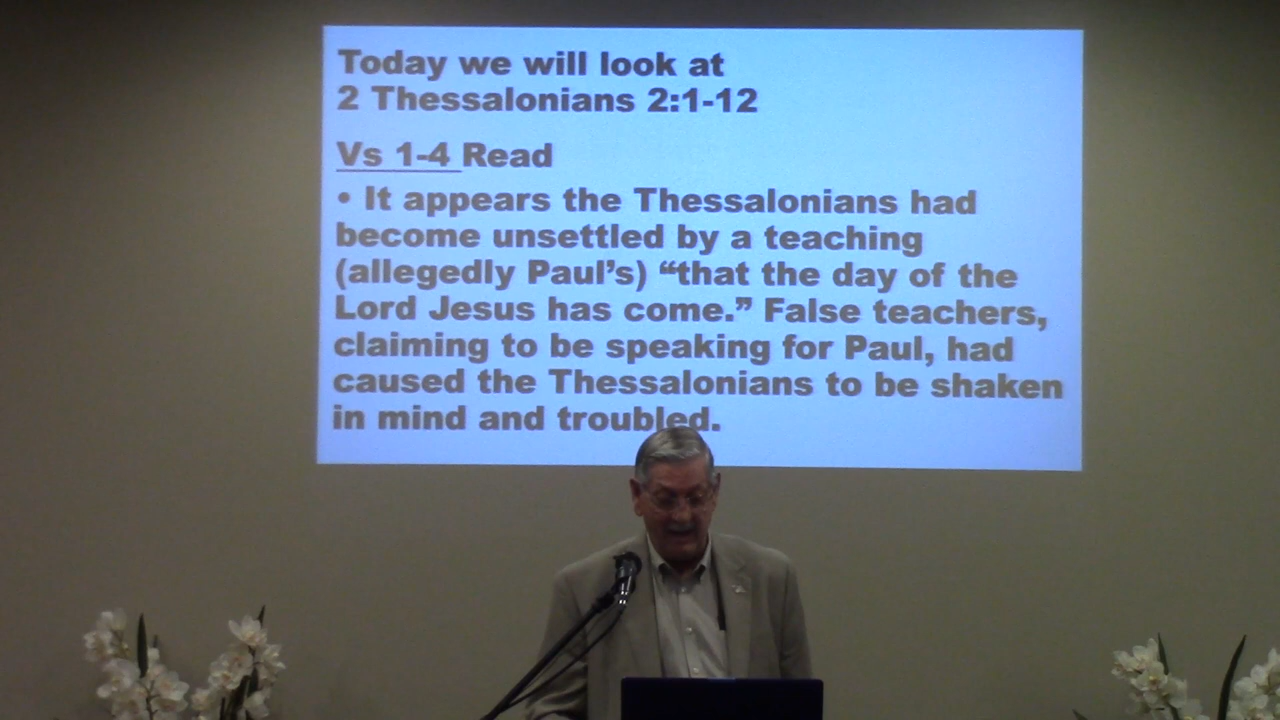 Today we will look at
2 Thessalonians 2:1-12
Vs 1-4 Read
• It appears the Thessalonians had
become unsettled by a teaching
(allegedly Paul’s) “that the day of the
Lord Jesus has come.” False teachers,
claiming to be speaking for Paul, had
caused the Thessalonians to be shaken
in mind and troubled.